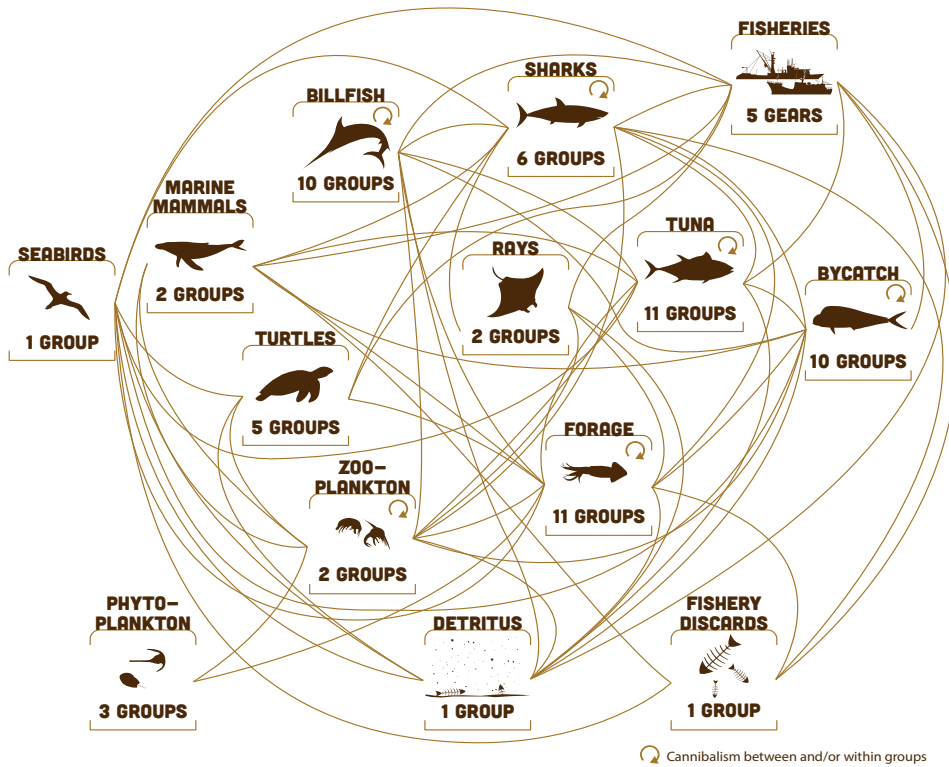 FISHERIES
5 GEARS
SHARKS
6 GROUPS
BILLFISH
10 GROUPS
MARINE
MAMMALS
2 GROUPS
SEABIRDS
1 GROUP
RAYS
2 GROUPS
TUNA
11 GROUPS
BYCATCH
10 GROUPS
TURTLES
5 GROUPS
FORAGE
11 GROUPS
ZOO-
PLANKTON
2 GROUPS
PHYTO-
PLANKTON
3 GROUPS
DETRITUS
1 GROUP
FISHERY
DISCARDS
1 GROUP
Cannibalism between and/or within groups